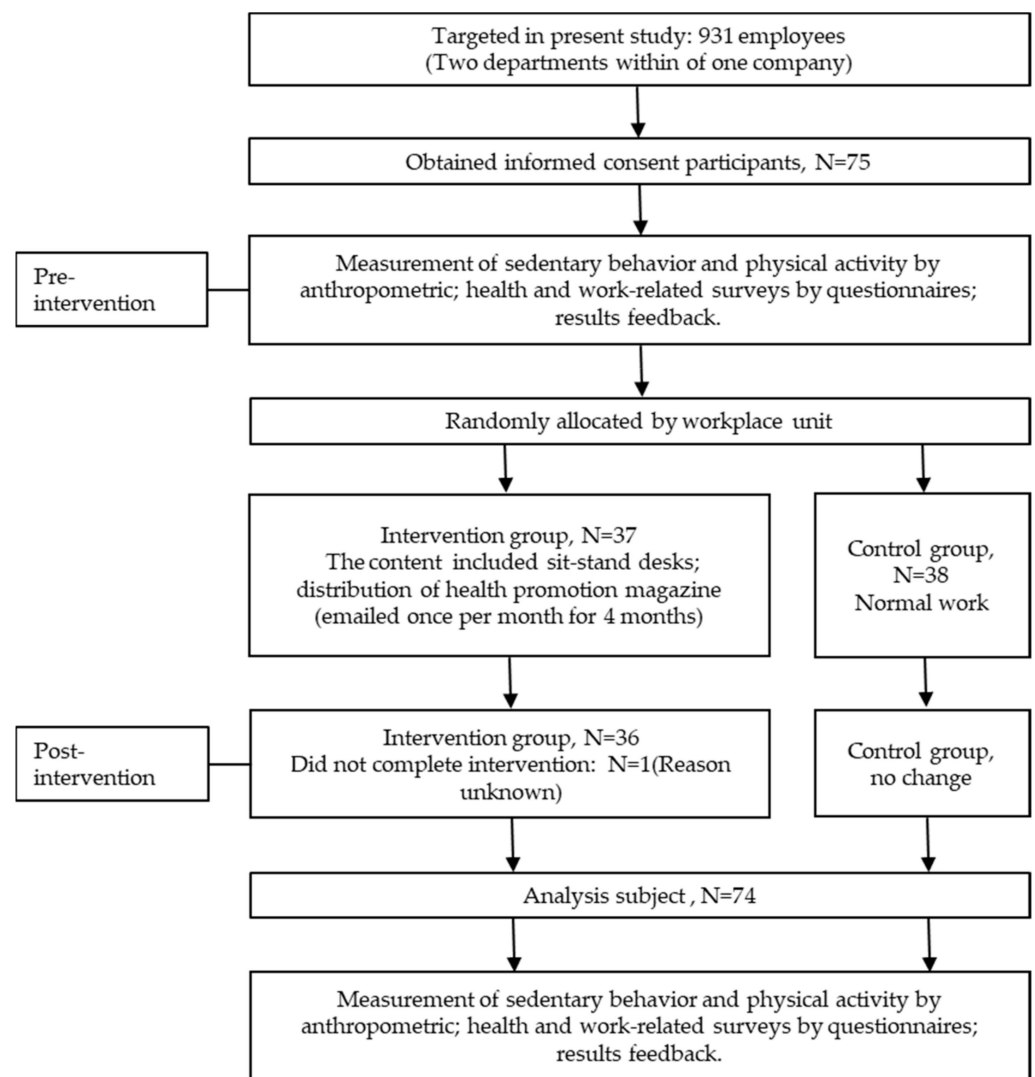 Targeted in present study: 931 employees
(Two departments within of one company)
Obtained informed consent participants, N=75
Pre-
intervention
Measurement of sedentary behavior and physical activity by
anthropometric; health and work-related surveys by questionnaires;
results feedback.
Randomly allocated by workplace unit
Intervention group, N=37
The content included sit-stand desks;
distribution of health promotion magazine
(emailed once per month for 4 months)
Control group,
N=38
Normal work
Post-
intervention
Intervention group, N=36
Did not complete intervention: N=1(Reason
unknown)
Control group,
no change
Analysis subject , N=74
Measurement of sedentary behavior and physical activity by
anthropometric; health and work-related surveys by questionnaires;
results feedback.